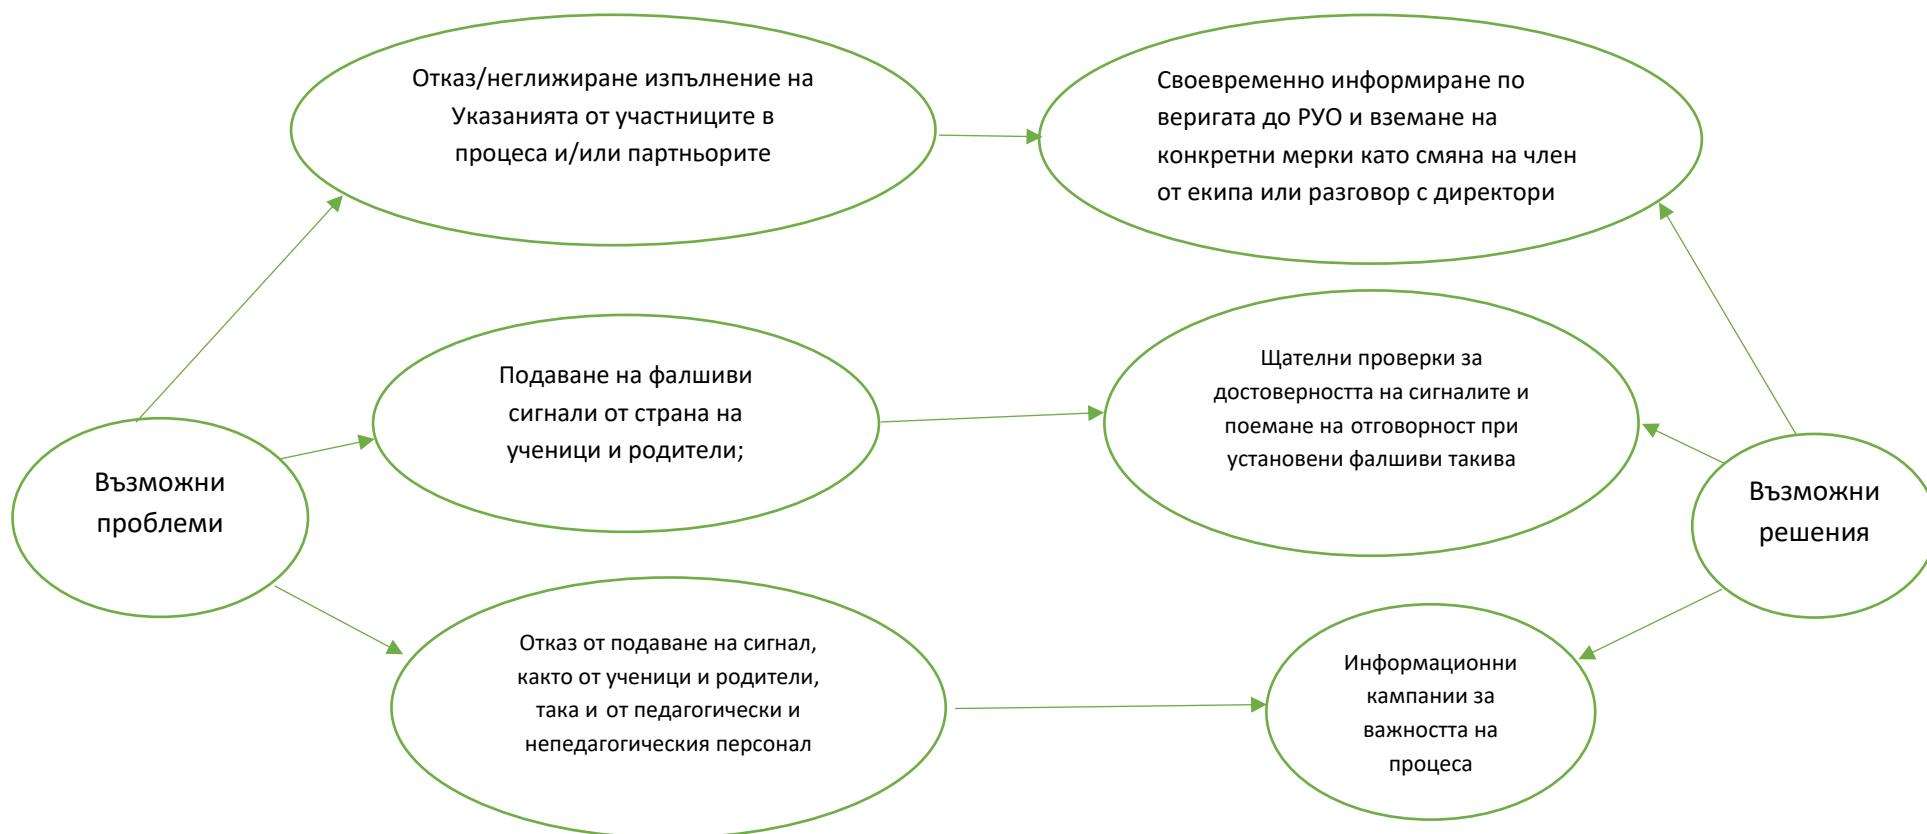 Отказ/неглижиране изпълнение на
Указанията от участниците в
процеса и/или партньорите
Своевременно информиране по
веригата до РУО и вземане на
конкретни мерки като смяна на член
от екипа или разговор с директори
Подаване на фалшиви
сигнали от страна на
ученици и родители;
Щателни проверки за
достоверността на сигналите и
поемане на отговорност при
установени фалшиви такива
Възможни
проблеми
Възможни
решения
Отказ от подаване на сигнал,
както от ученици и родители,
така и от педагогически и
непедагогическия персонал
Информационни
кампании за
важността на
процеса